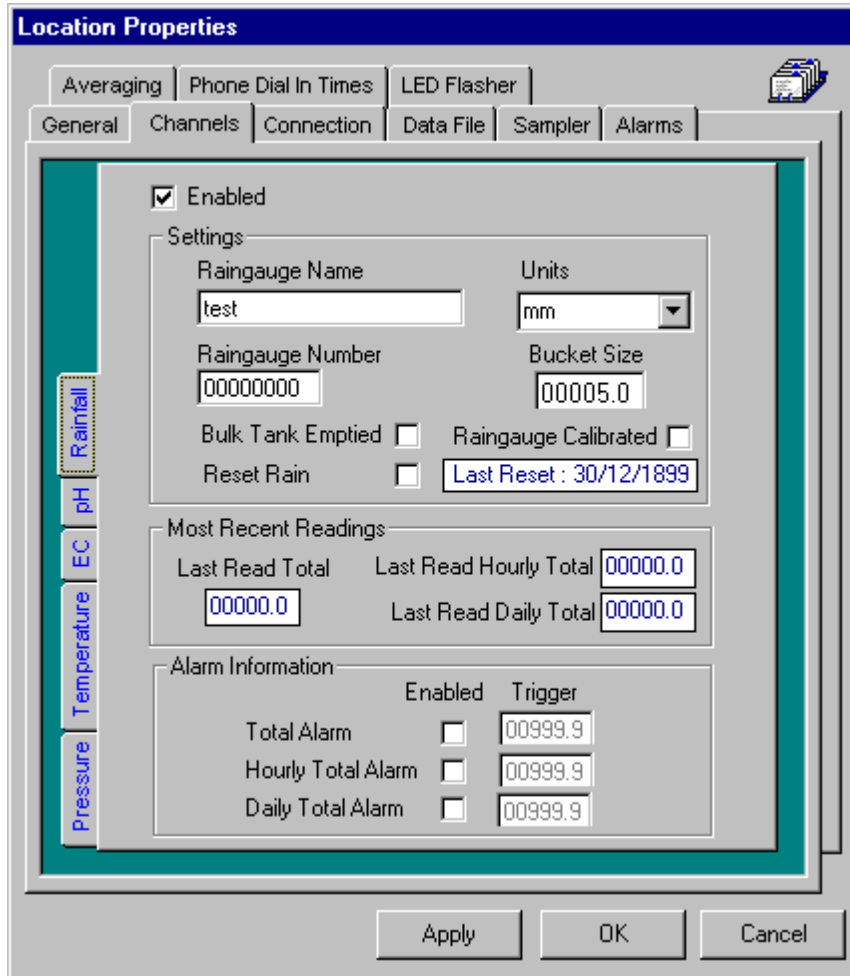 Location Properties
Averaging Phone Dial In Times LED Flasher
General Channels Connection Data File Sampler Alarms
Enabled
Settings
Raingauge Name Units
test mm
Raingauge Number Bucket Size
00000000 00005.0
Bulk Tank Emptied Raingauge Calibrated
Reset Rain Last Reset : 30/12/1899
Rainfall
pH
EC
Temperature
Pressure
Most Recent Readings
Last Read Total Last Read Hourly Total 00000.0
00000.0 Last Read Daily Total 00000.0
Alarm Information
Enabled Trigger
Total Alarm 00999.9
Hourly Total Alarm 00999.9
Daily Total Alarm 00999.9
Apply OK Cancel